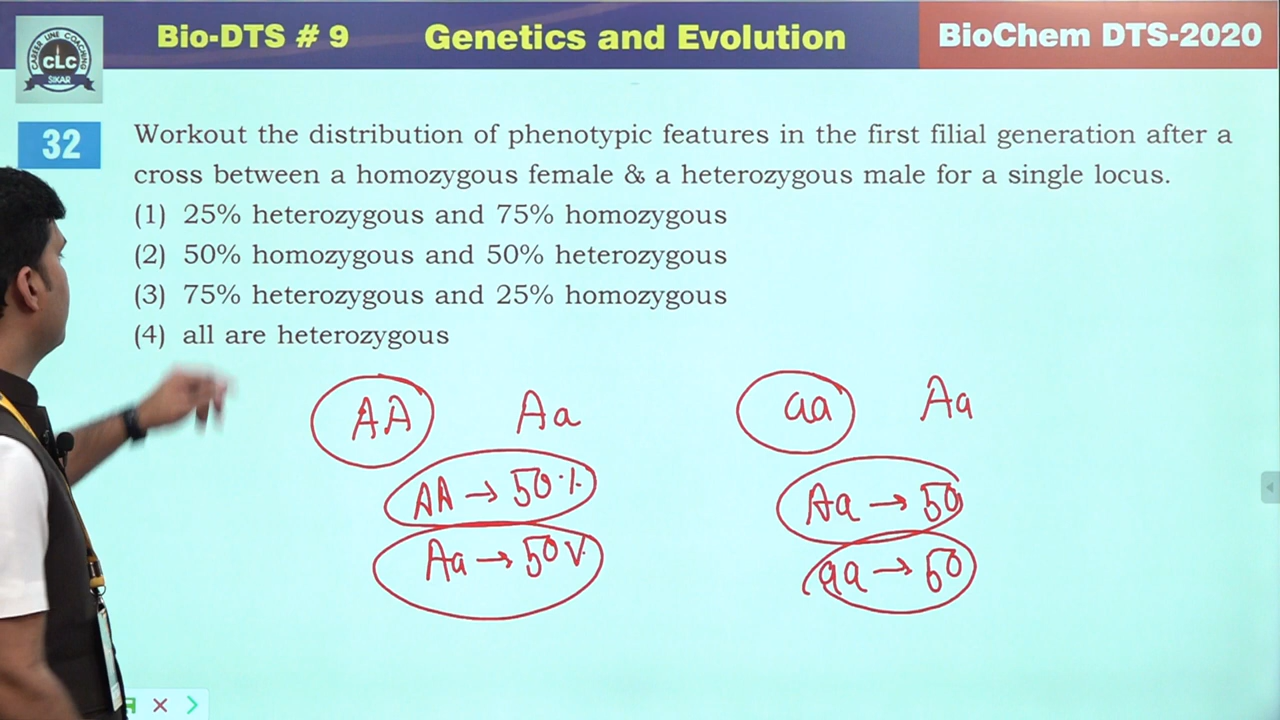 Bio-DTS # 9 Genetics and Evolution BioChem DTS-2020
CAREER LINE COACHING
CLC
SIKAR
32 Workout the distribution of phenotypic features in the first filial generation after a
cross between a homozygous female & a heterozygous male for a single locus.
(1) 25% heterozygous and 75% homozygous
(2) 50% homozygous and 50% heterozygous
(3) 75% heterozygous and 25% homozygous
(4) all are heterozygous
AA Aa aa Aa
AA → 50% Aa → 50
Aa → 50% aa → 50